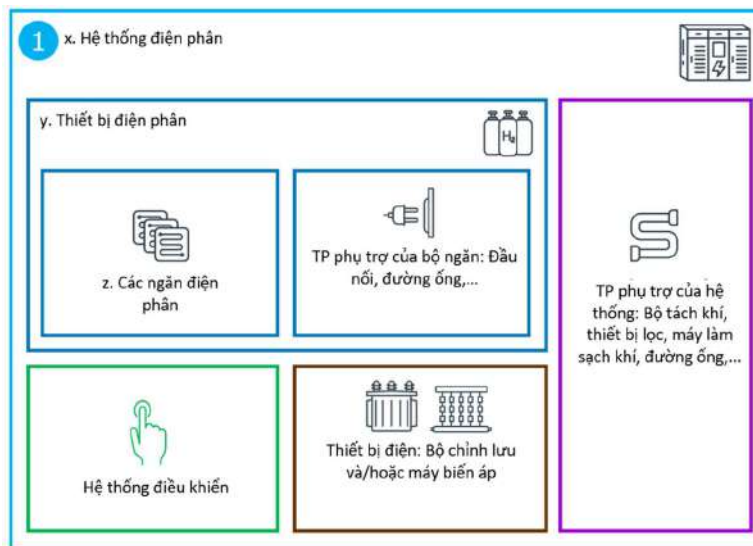 1 x. Hệ thống điện phân
y. Thiết bị điện phân
H₂
z. Các ngăn điện
phân
TP phụ trợ của bộ ngăn: Đầu
nối, đường ống,...
TP phụ trợ của hệ
thống: Bộ tách khí,
thiết bị lọc, máy làm
sạch khí, đường ống,...
Hệ thống điều khiển
Thiết bị điện: Bộ chỉnh lưu
và/hoặc máy biến áp